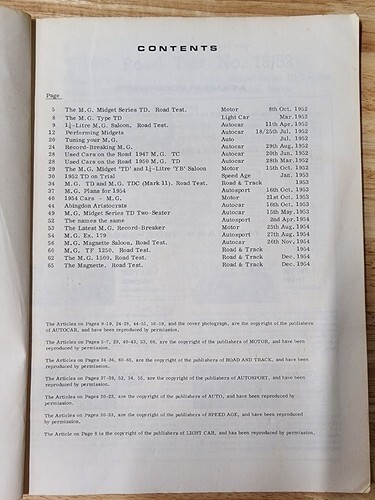 CONTENTS
Page
5 The M.G. Midget Series TD. Road Test. Motor 8th Oct. 1952
8 The M.G. Type TD Light Car Mar. 1952
9 1¼-Litre M.G. Saloon. Road Test. Autocar 11th Apr. 1952
12 Performing Midgets Autocar 18/25th Jul. 1952
20 Tuning your M.G. Auto Jul. 1952
24 Record-Breaking M.G. Autocar 29th Aug. 1952
28 Used Cars on the Road 1947 M.G. TC Autocar 20th Jun. 1952
28 Used Cars on the Road 1950 M.G. TD Autocar 28th Mar. 1952
29 The M.G. Midget 'TD' and 1¼-Litre 'YB' Saloon Motor 15th Oct. 1952
30 1952 TD on Trial Speed Age Jan. 1953
34 M.G. TD and M.G. TDC (Mark 11). Road Test. Road & Track 1953
37 M.G. Plans for 1954 Autosport 16th Oct. 1953
40 1954 Cars - M.G. Motor 21st Oct. 1953
44 Abingdon Aristocrats Autocar 16th Oct. 1953
49 M.G. Midget Series TD Two-Seater Autocar 15th May. 1953
52 The names the same Autosport 2nd Apr. 1954
53 The Latest M.G. Record-Breaker Motor 25th Aug. 1954
54 M.G. Ex. 179 Autosport 27th Aug. 1954
56 M.G. Magnette Saloon. Road Test. Autocar 26th Nov. 1954
60 M.G. TF 1250. Road Test. Road & Track 1954
62 The M.G. 1500. Road Test. Road & Track Dec. 1954
65 The Magnette. Road Test. Road & Track Dec. 1954
The Articles on Pages 9-19, 24-28, 44-51, 56-59, and the cover photograph, are the copyright of the publishers
of AUTOCAR, and have been reproduced by permission.
The Articles on Pages 5-7, 29, 40-43, 53, 66, are the copyright of the publishers of MOTOR, and have been
reproduced by permission.
The Articles on Pages 34-36, 60-65, are the copyright of the publishers of ROAD AND TRACK, and have been
reproduced by permission.
The Articles on Pages 37-39, 52, 54, 55, are the copyright of the publishers of AUTOSPORT, and have been
reproduced by permission.
The Articles on Pages 20-23, are the copyright of the publishers of AUTO, and have been reproduced by
permission.
The Articles on Pages 30-33, are the copyright of the publishers of SPEED AGE, and have been reproduced
by permission.
The Article on Page 8 is the copyright of the publishers of LIGHT CAR, and has been reproduced by permission.